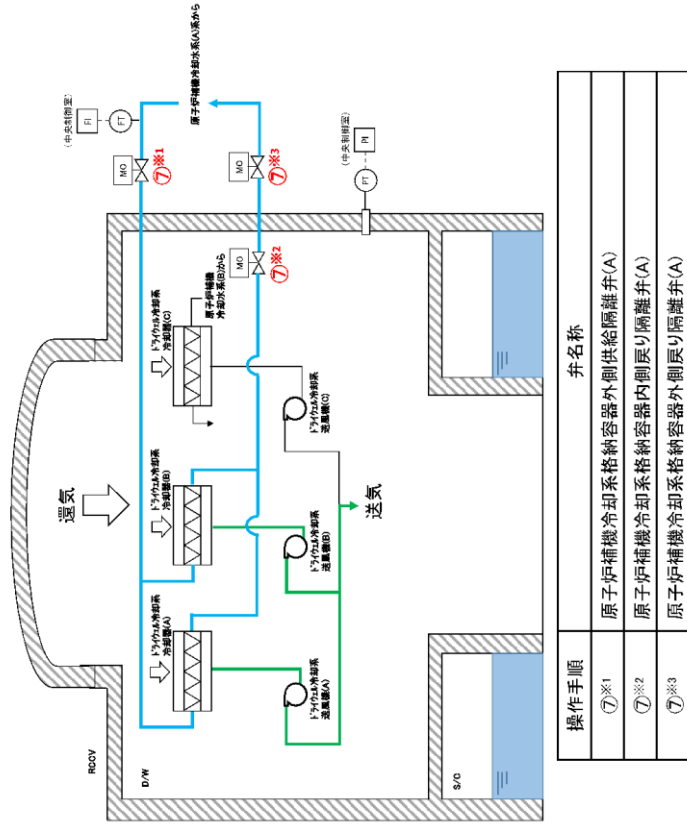 (中央制御室)
FI
FT
原子炉補機冷却水系(A)系から
MO
⑦※1
MO
⑦※3
MO
⑦※2
(中央制御室)
PT
PI
RCCV
D/W
S/C
還気
ドライウェル冷却系
冷却器(A)
ドライウェル冷却系
冷却器(B)
ドライウェル冷却系
冷却器(C)
原子炉補機
冷却水系(B)から
ドライウェル冷却系
送風機(A)
ドライウェル冷却系
送風機(B)
ドライウェル冷却系
送風機(C)
送気
操作手順 弁名称
⑦※1 原子炉補機冷却系格納容器外側供給隔離弁(A)
⑦※2 原子炉補機冷却系格納容器内側戻り隔離弁(A)
⑦※3 原子炉補機冷却系格納容器外側戻り隔離弁(A)